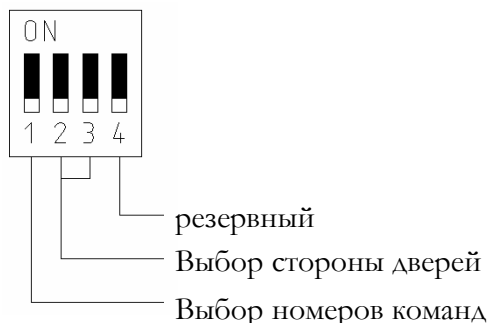 ON
1 2 3 4
резервный
Выбор стороны дверей
Выбор номеров команд